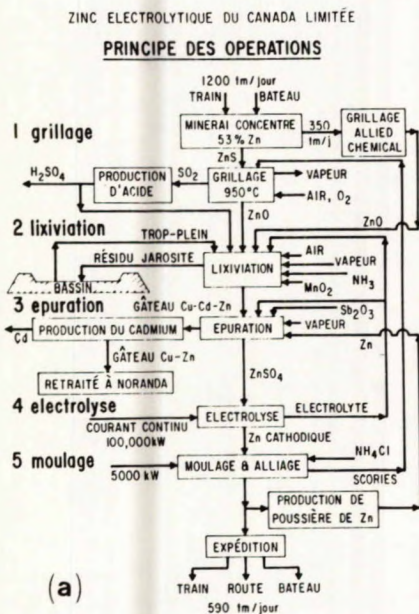 ZINC ELECTROLYTIQUE DU CANADA LIMITÉE
PRINCIPE DES OPERATIONS
1200 tm/jour
TRAIN BATEAU
1 grillage
MINERAI CONCENTRE
53% Zn
350
tm/j
GRILLAGE
ALLIED
CHEMICAL
ZnS
H2SO4
PRODUCTION
D'ACIDE
SO2
GRILLAGE
950°C
VAPEUR
AIR, O2
ZnO
ZnO
2 lixiviation
TROP-PLEIN
RÉSIDU JAROSITE
BASSIN
LIXIVIATION
AIR
VAPEUR
NH3
MnO2
3 epuration
GÂTEAU Cu-Cd-Zn
Sb2O3
Cd
PRODUCTION DU CADMIUM
EPURATION
VAPEUR
Zn
GÂTEAU Cu-Zn
RETRAITÉ À NORANDA
ZnSO4
4 electrolyse
COURANT CONTINU
100,000kW
ELECTROLYSE
ELECTROLYTE
Zn CATHODIQUE
5 moulage
5000 kW
MOULAGE & ALLIAGE
NH4Cl
SCORIES
PRODUCTION DE
POUSSIÈRE DE Zn
EXPÉDITION
(a)
TRAIN ROUTE BATEAU
590 tm/jour